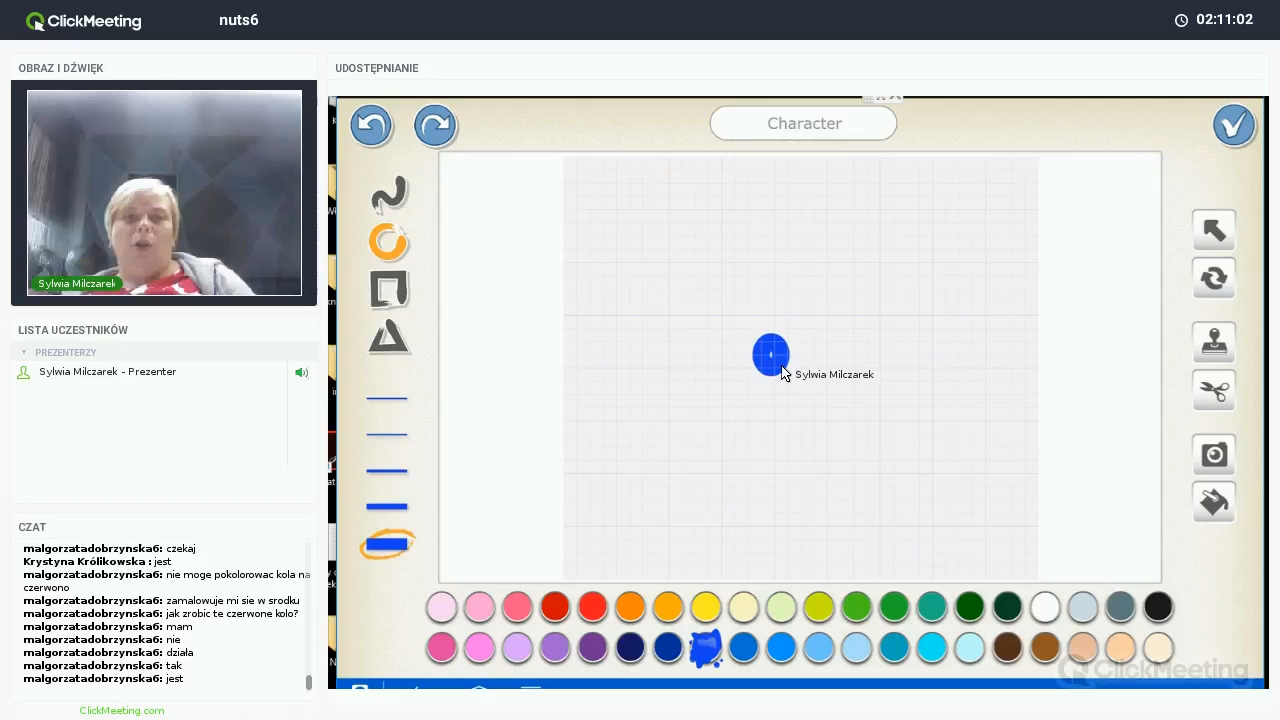 ClickMeeting
nuts6
02:11:02
OBRAZ I DŹWIĘK
UDOSTĘPNIANIE
Sylwia Milczarek
Character
Sylwia Milczarek
LISTA UCZESTNIKÓW
PREZENTERZY
Sylwia Milczarek - Prezenter
CZAT
malgorzatadobrzynska6: czekaj
Krystyna Królikowska : jest
malgorzatadobrzynska6: nie moge pokolorowac kola na
czerwono
malgorzatadobrzynska6: zamalowuje mi sie w srodku
malgorzatadobrzynska6: jak zrobic te czerwone kolo?
malgorzatadobrzynska6: mam
malgorzatadobrzynska6: nie
malgorzatadobrzynska6: działa
malgorzatadobrzynska6: tak
malgorzatadobrzynska6: jest
ClickMeeting
ClickMeeting.com